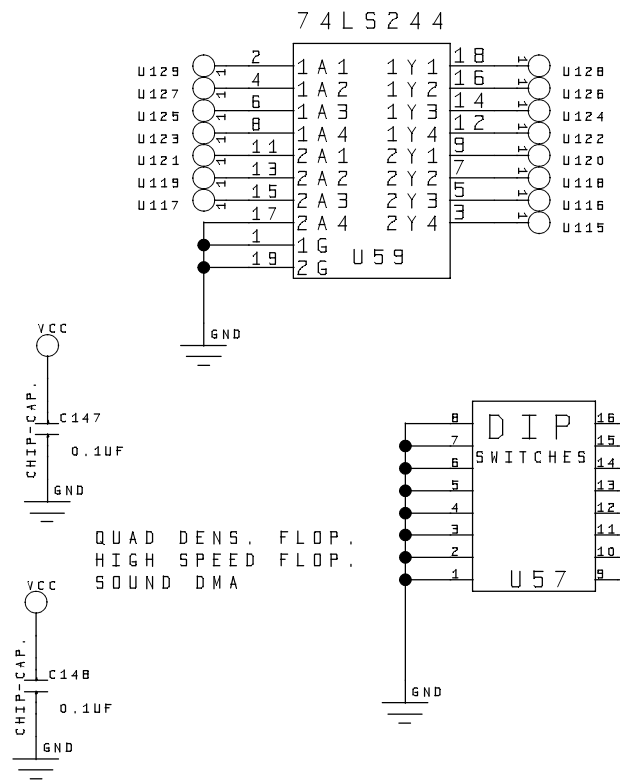 74LS244
U129 2 1A1 1Y1 18 U128
U127 4 1A2 1Y2 16 U126
U125 6 1A3 1Y3 14 U124
U123 8 1A4 1Y4 12 U122
U121 11 2A1 2Y1 9 U120
U119 13 2A2 2Y2 7 U118
U117 15 2A3 2Y3 5 U116
17 2A4 2Y4 3 U115
1 1G
19 2G
U59
GND
VCC
CHIP-CAP.
C147
0.1UF
GND
8 DIP 16
7 SWITCHES 15
6 14
5 13
4 12
3 11
2 10
1 U57 9
GND
QUAD DENS. FLOP.
HIGH SPEED FLOP.
SOUND DMA
VCC
CHIP-CAP.
C148
0.1UF
GND